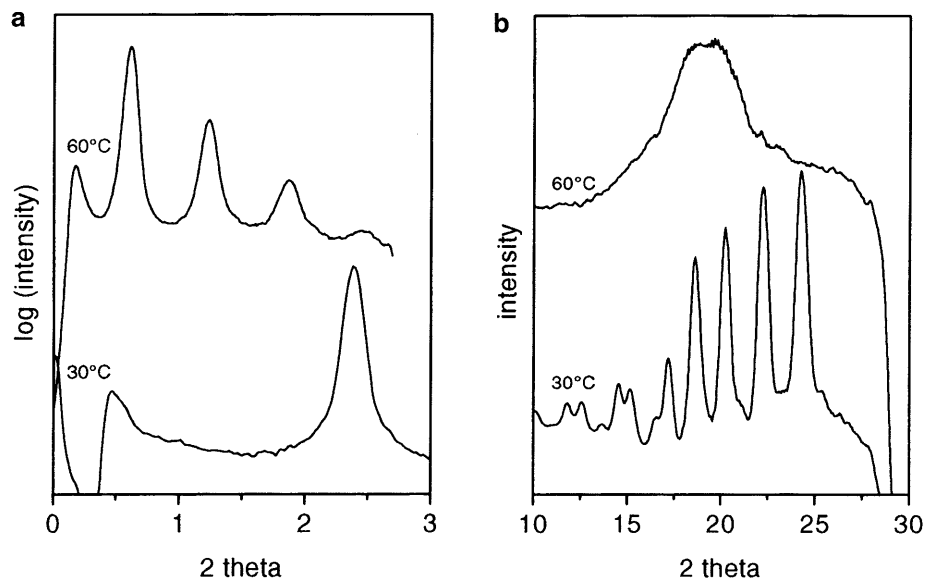 a
log (intensity)
60°C
30°C
0
1
2
3
2 theta
b
intensity
60°C
30°C
10
15
20
25
30
2 theta